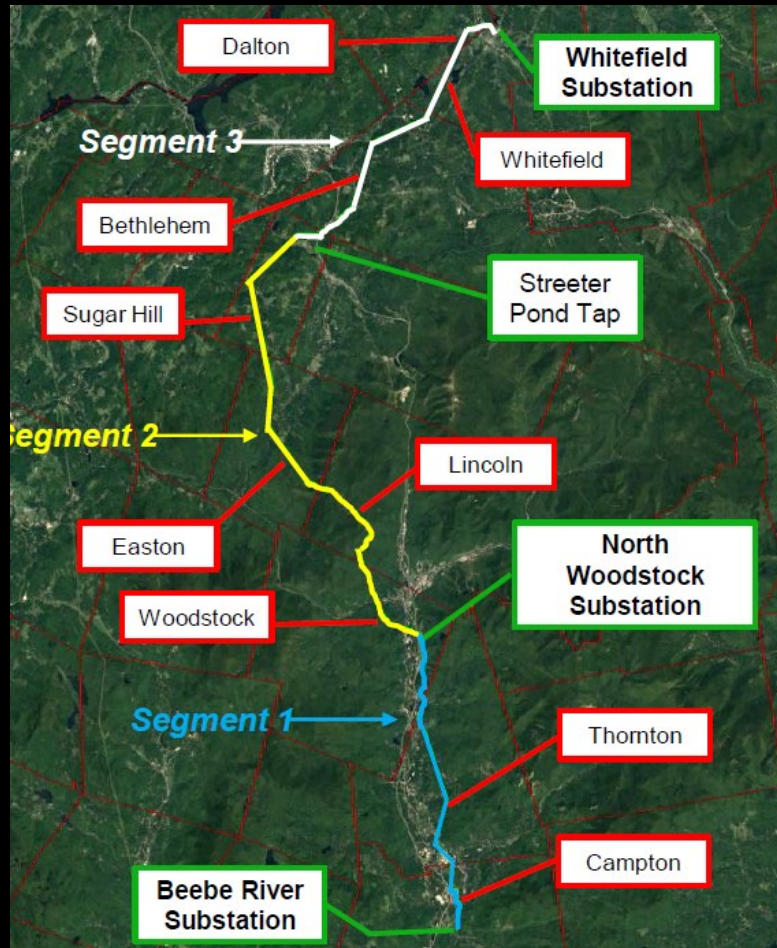 Dalton
Whitefield
Substation
Segment 3
Whitefield
Bethlehem
Streeter
Pond Tap
Sugar Hill
Segment 2
Lincoln
Easton
North
Woodstock
Substation
Woodstock
Segment 1
Thornton
Campton
Beebe River
Substation